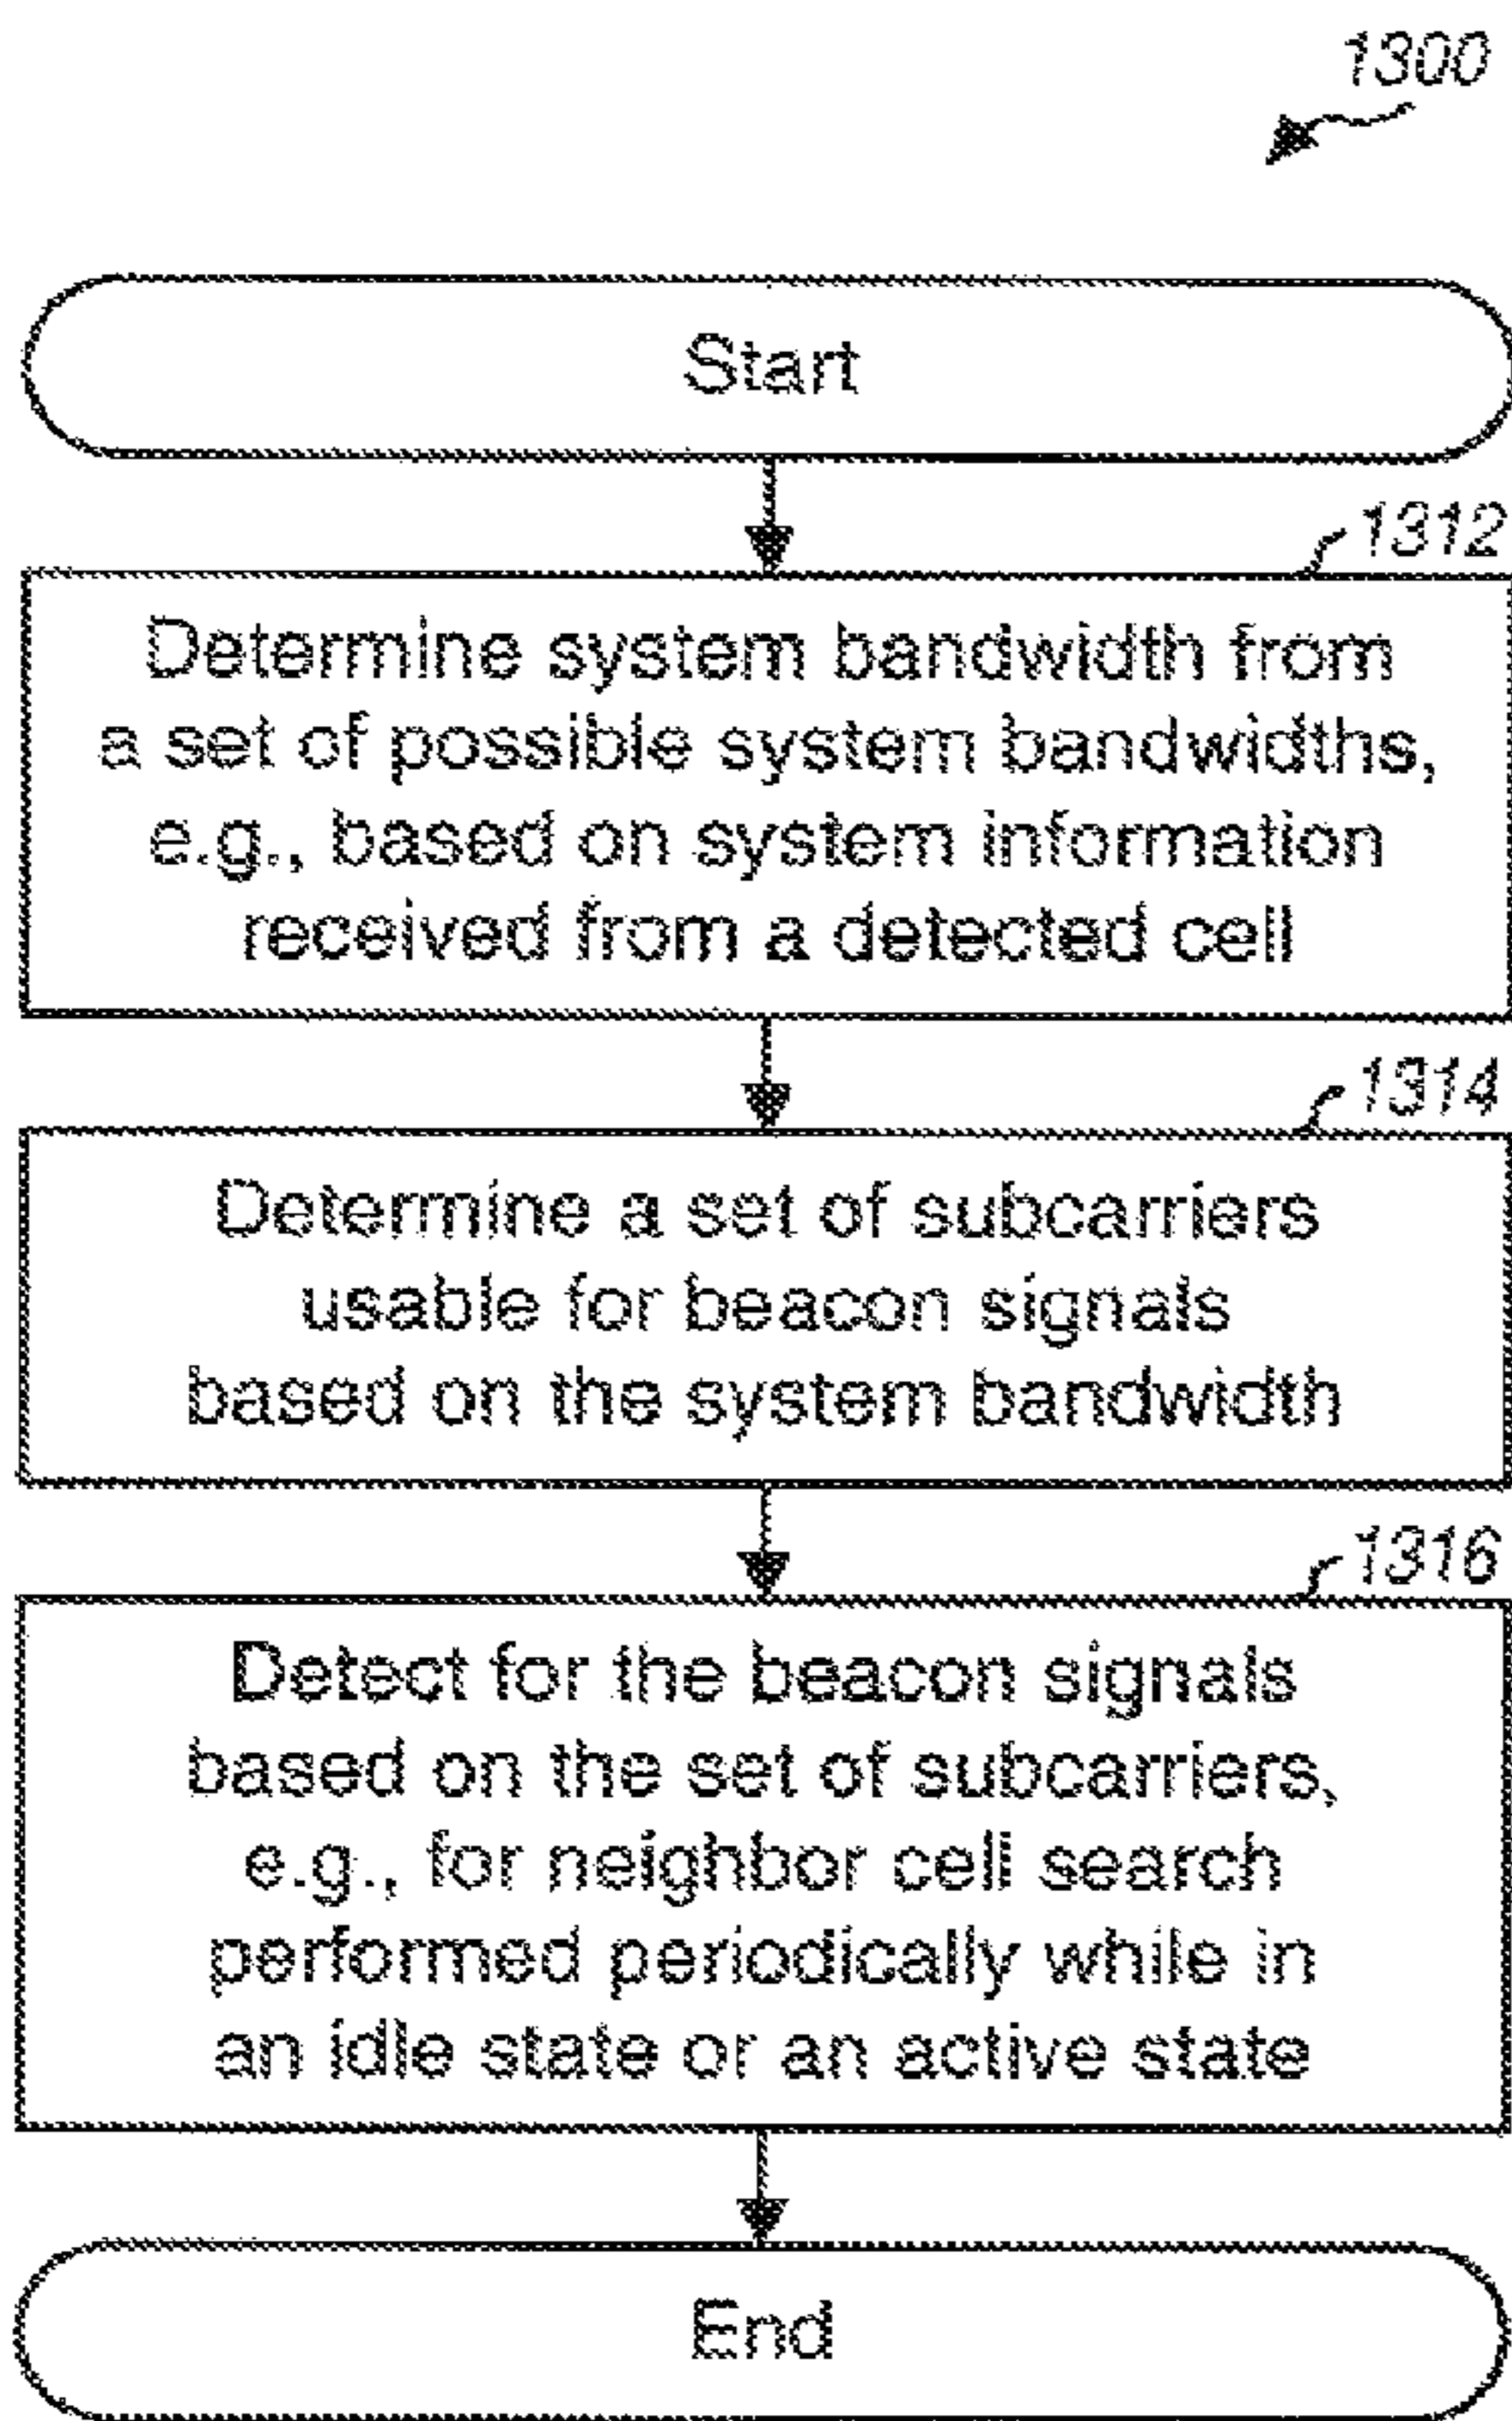 1300
Start
1312
Determine system bandwidth from
a set of possible system bandwidths,
e.g., based on system information
received from a detected cell
1314
Determine a set of subcarriers
usable for beacon signals
based on the system bandwidth
1316
Detect for the beacon signals
based on the set of subcarriers,
e.g., for neighbor cell search
performed periodically while in
an idle state or an active state
End